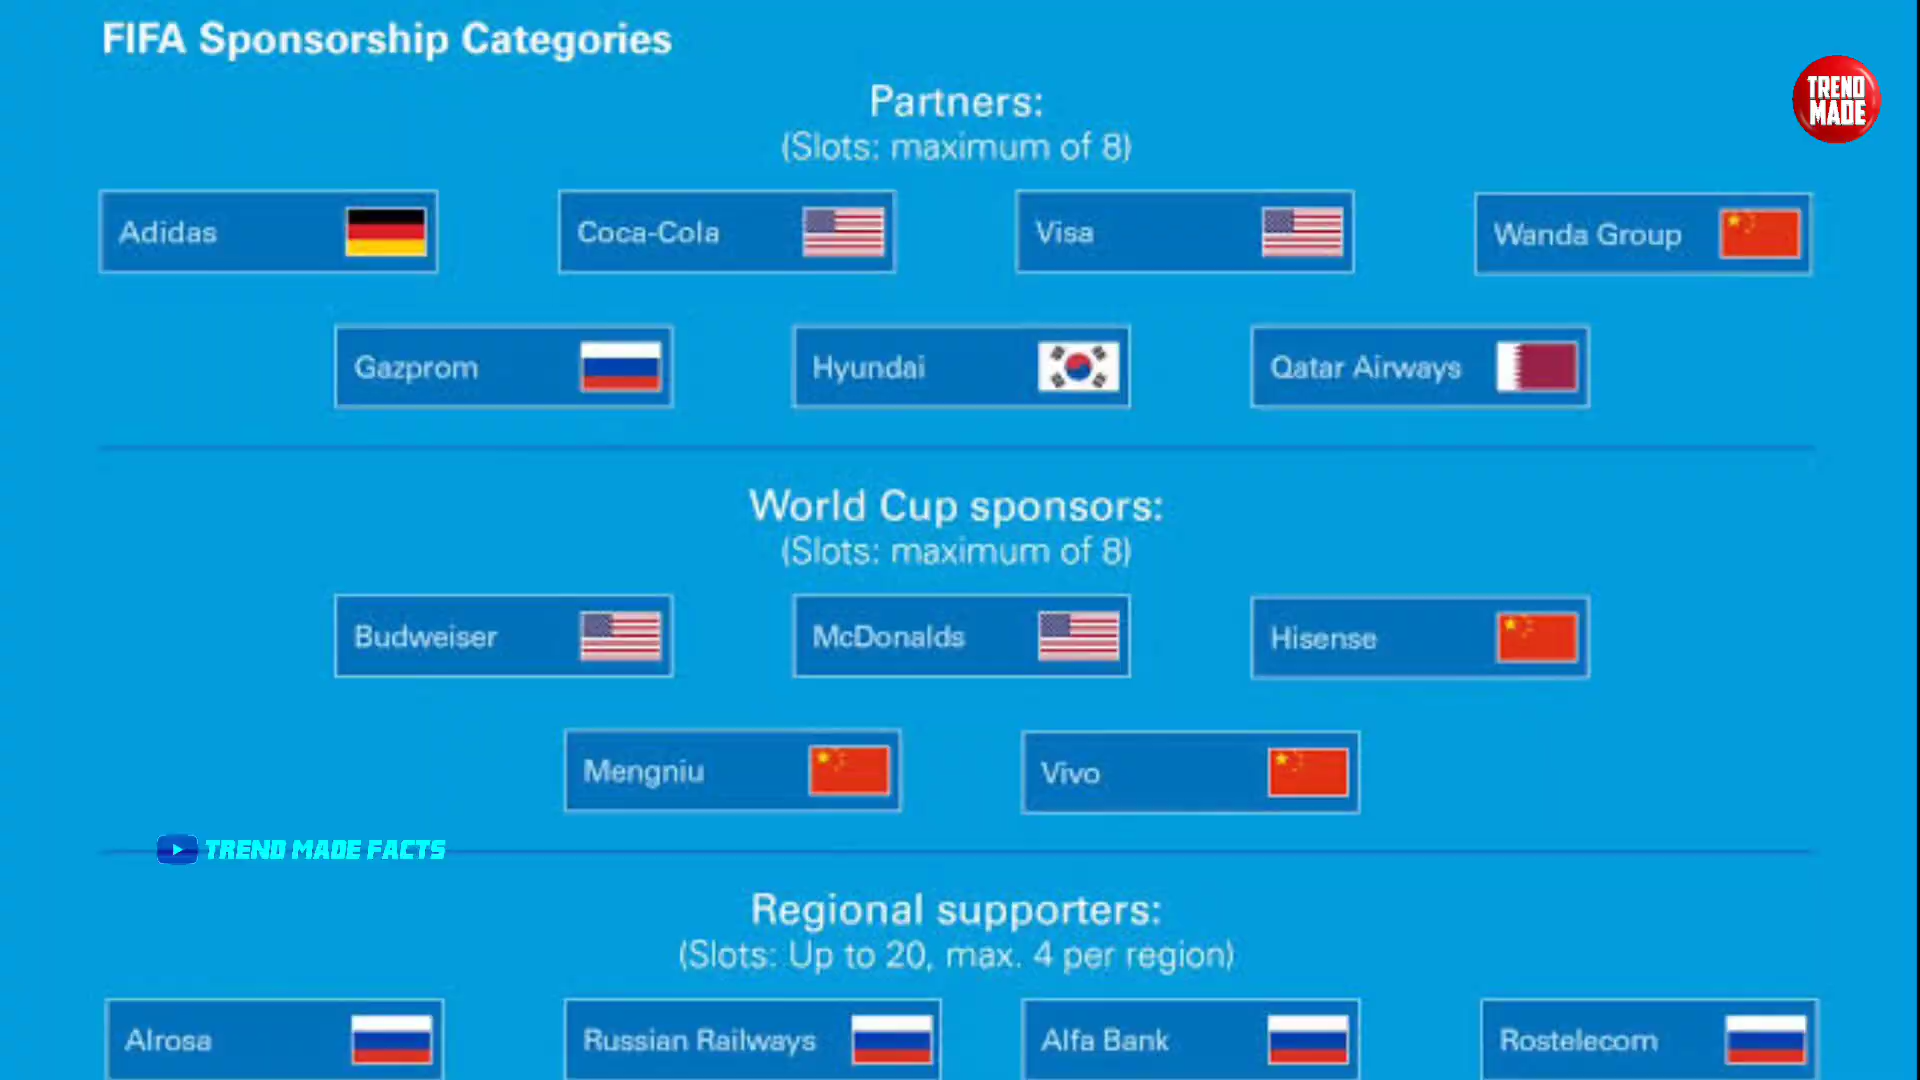 FIFA Sponsorship Categories
TREND
MADE
Partners:
(Slots: maximum of 8)
Adidas
Coca-Cola
Visa
Wanda Group
Gazprom
Hyundai
Qatar Airways
World Cup sponsors:
(Slots: maximum of 8)
Budweiser
McDonalds
Hisense
Mengniu
Vivo
TREND MADE FACTS
Regional supporters:
(Slots: Up to 20, max. 4 per region)
Alrosa
Russian Railways
Alfa Bank
Rostelecom